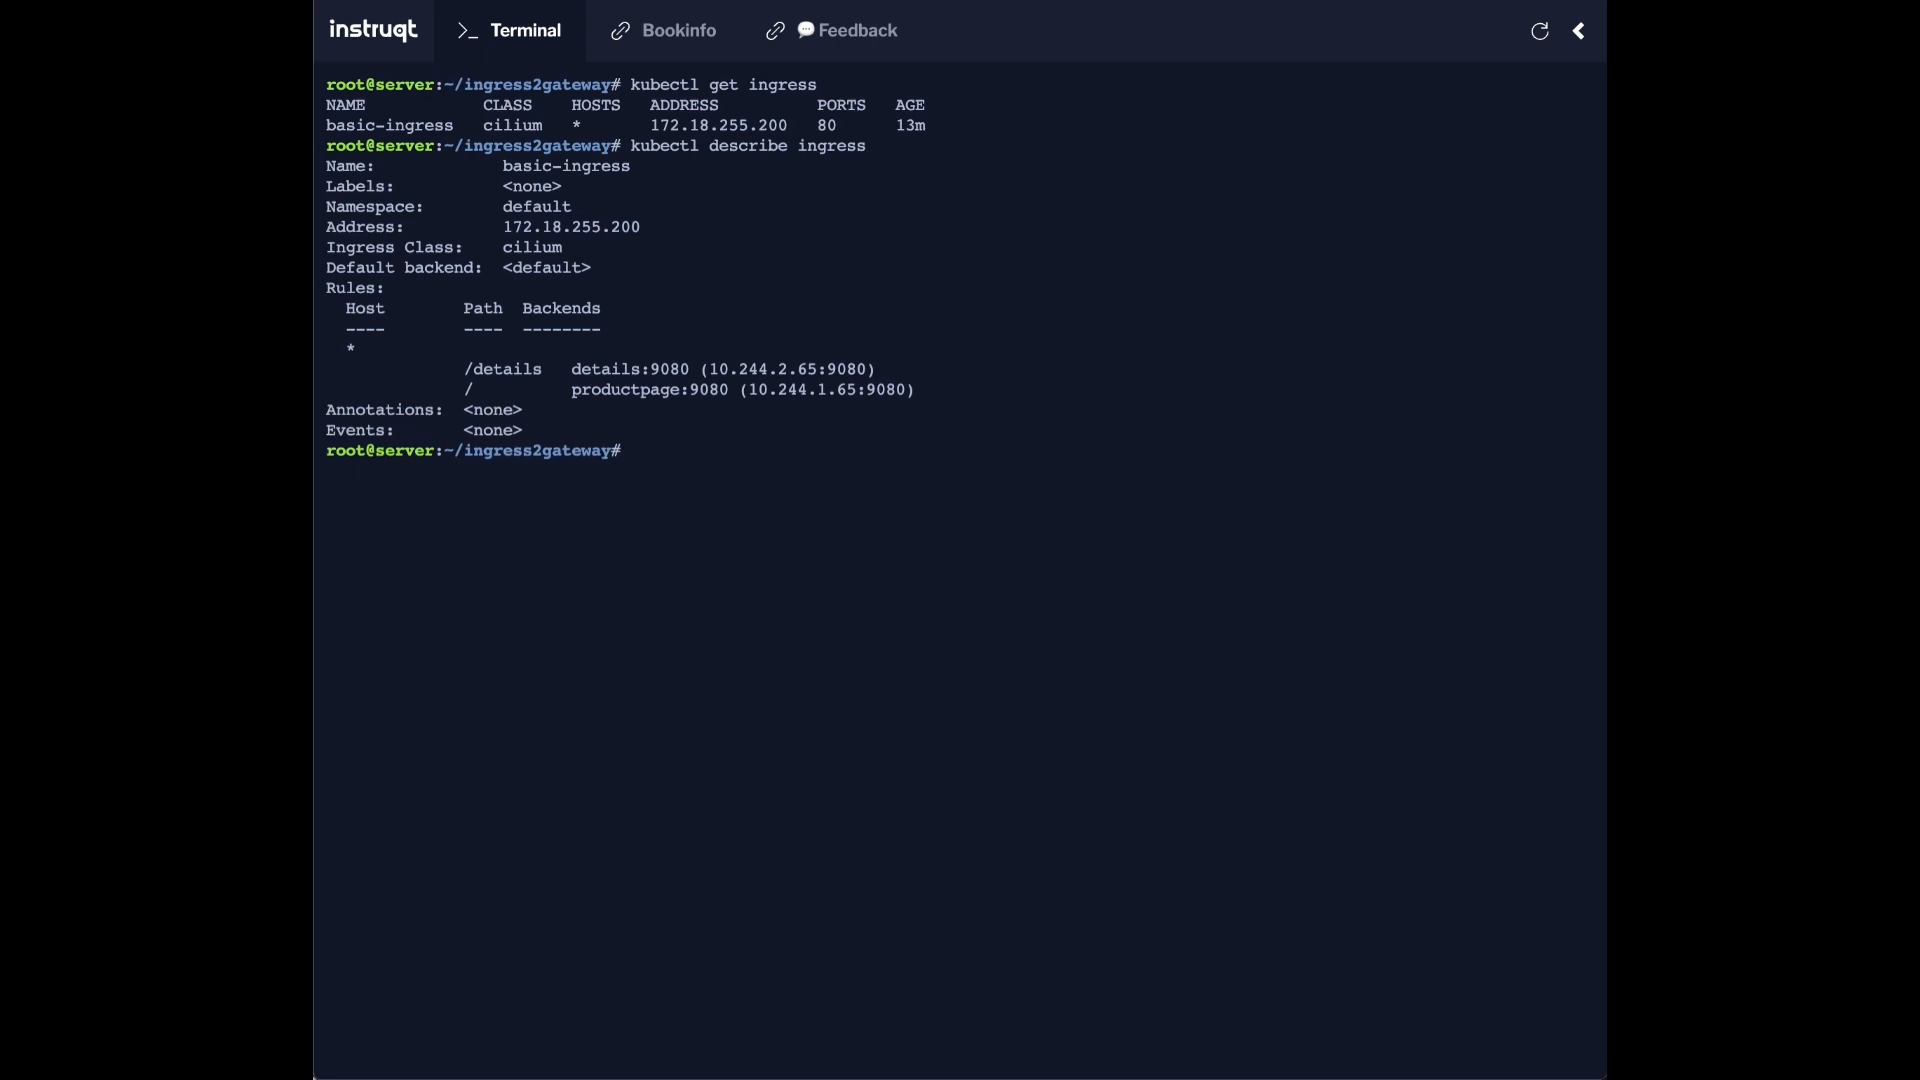 instruqt >_ Terminal Bookinfo 💬Feedback
root@server:~/ingress2gateway# kubectl get ingress
NAME            CLASS    HOSTS   ADDRESS          PORTS   AGE
basic-ingress   cilium   *       172.18.255.200   80      13m
root@server:~/ingress2gateway# kubectl describe ingress
Name:             basic-ingress
Labels:           <none>
Namespace:        default
Address:          172.18.255.200
Ingress Class:    cilium
Default backend:  <default>
Rules:
  Host        Path  Backends
  ----        ----  --------
  *
              /details   details:9080 (10.244.2.65:9080)
              /          productpage:9080 (10.244.1.65:9080)
Annotations:  <none>
Events:       <none>
root@server:~/ingress2gateway#